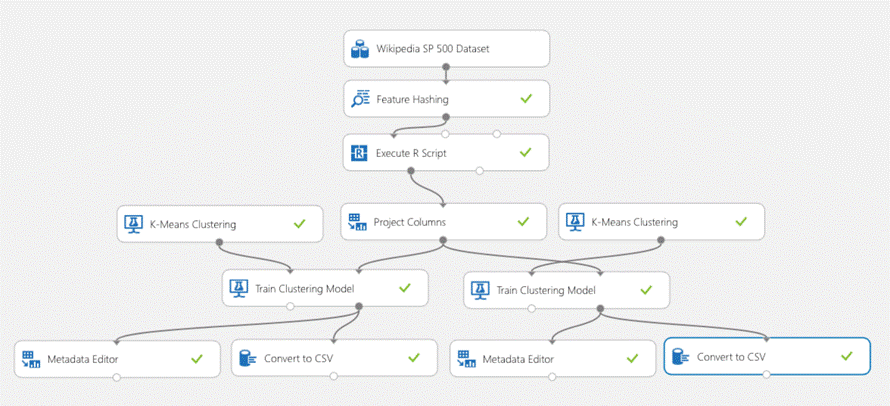 Wikipedia SP 500 Dataset
Feature Hashing
R Execute R Script
K-Means Clustering
Project Columns
K-Means Clustering
Train Clustering Model
Train Clustering Model
Metadata Editor
Convert to CSV
Metadata Editor
Convert to CSV